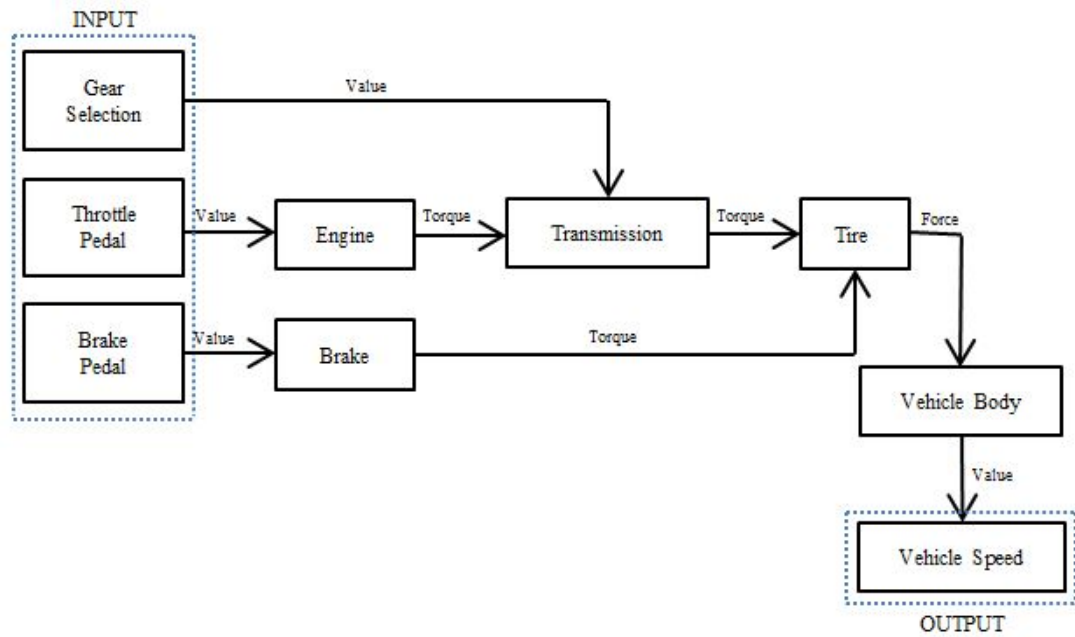 INPUT
Gear
Selection
Value
Throttle
Pedal
Value
Engine
Torque
Transmission
Torque
Tire
Force
Brake
Pedal
Value
Brake
Torque
Vehicle Body
Value
Vehicle Speed
OUTPUT